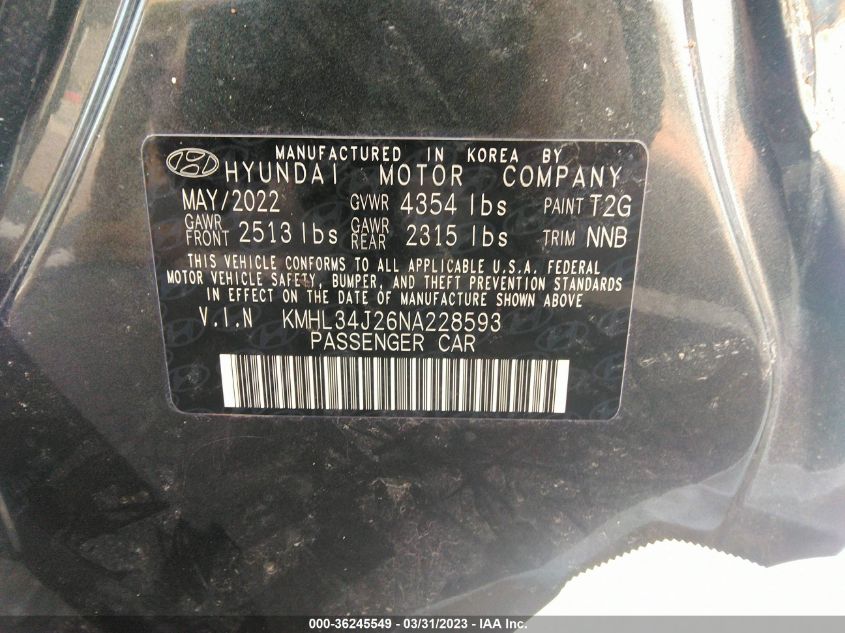 MANUFACTURED IN KOREA BY
HYUNDAI MOTOR COMPANY
MAY/2022 GVWR 4354 lbs PAINT T2G
GAWR FRONT 2513 lbs GAWR REAR 2315 lbs TRIM NNB
THIS VEHICLE CONFORMS TO ALL APPLICABLE U.S.A. FEDERAL
MOTOR VEHICLE SAFETY, BUMPER, AND THEFT PREVENTION STANDARDS
IN EFFECT ON THE DATE OF MANUFACTURE SHOWN ABOVE
V.I.N KMHL34J26NA228593
PASSENGER CAR
000-36245549 - 03/31/2023 - IAA Inc.